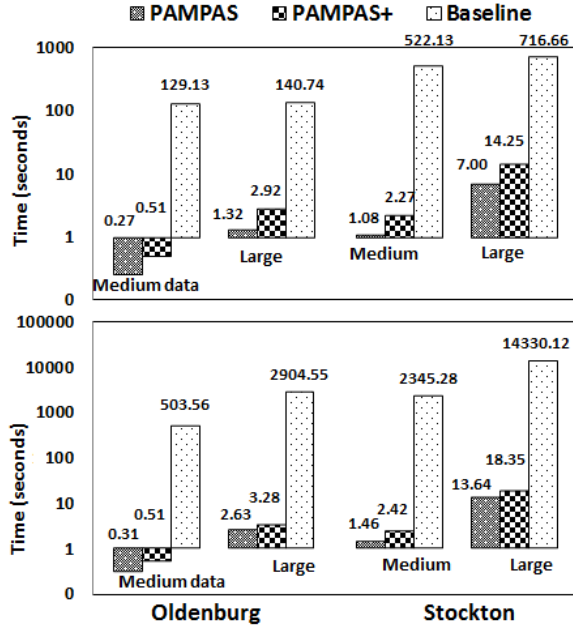 PAMPAS PAMPAS+ Baseline
Time (seconds)
1000
100
10
1
0
0.27 0.51 129.13
1.32 2.92 140.74
1.08 2.27 522.13
7.00 14.25 716.66
Medium data Large Medium Large
Time (seconds)
100000
10000
1000
100
10
1
0
0.31 0.51 503.56
2.63 3.28 2904.55
1.46 2.42 2345.28
13.64 18.35 14330.12
Medium data Large Medium Large
Oldenburg Stockton